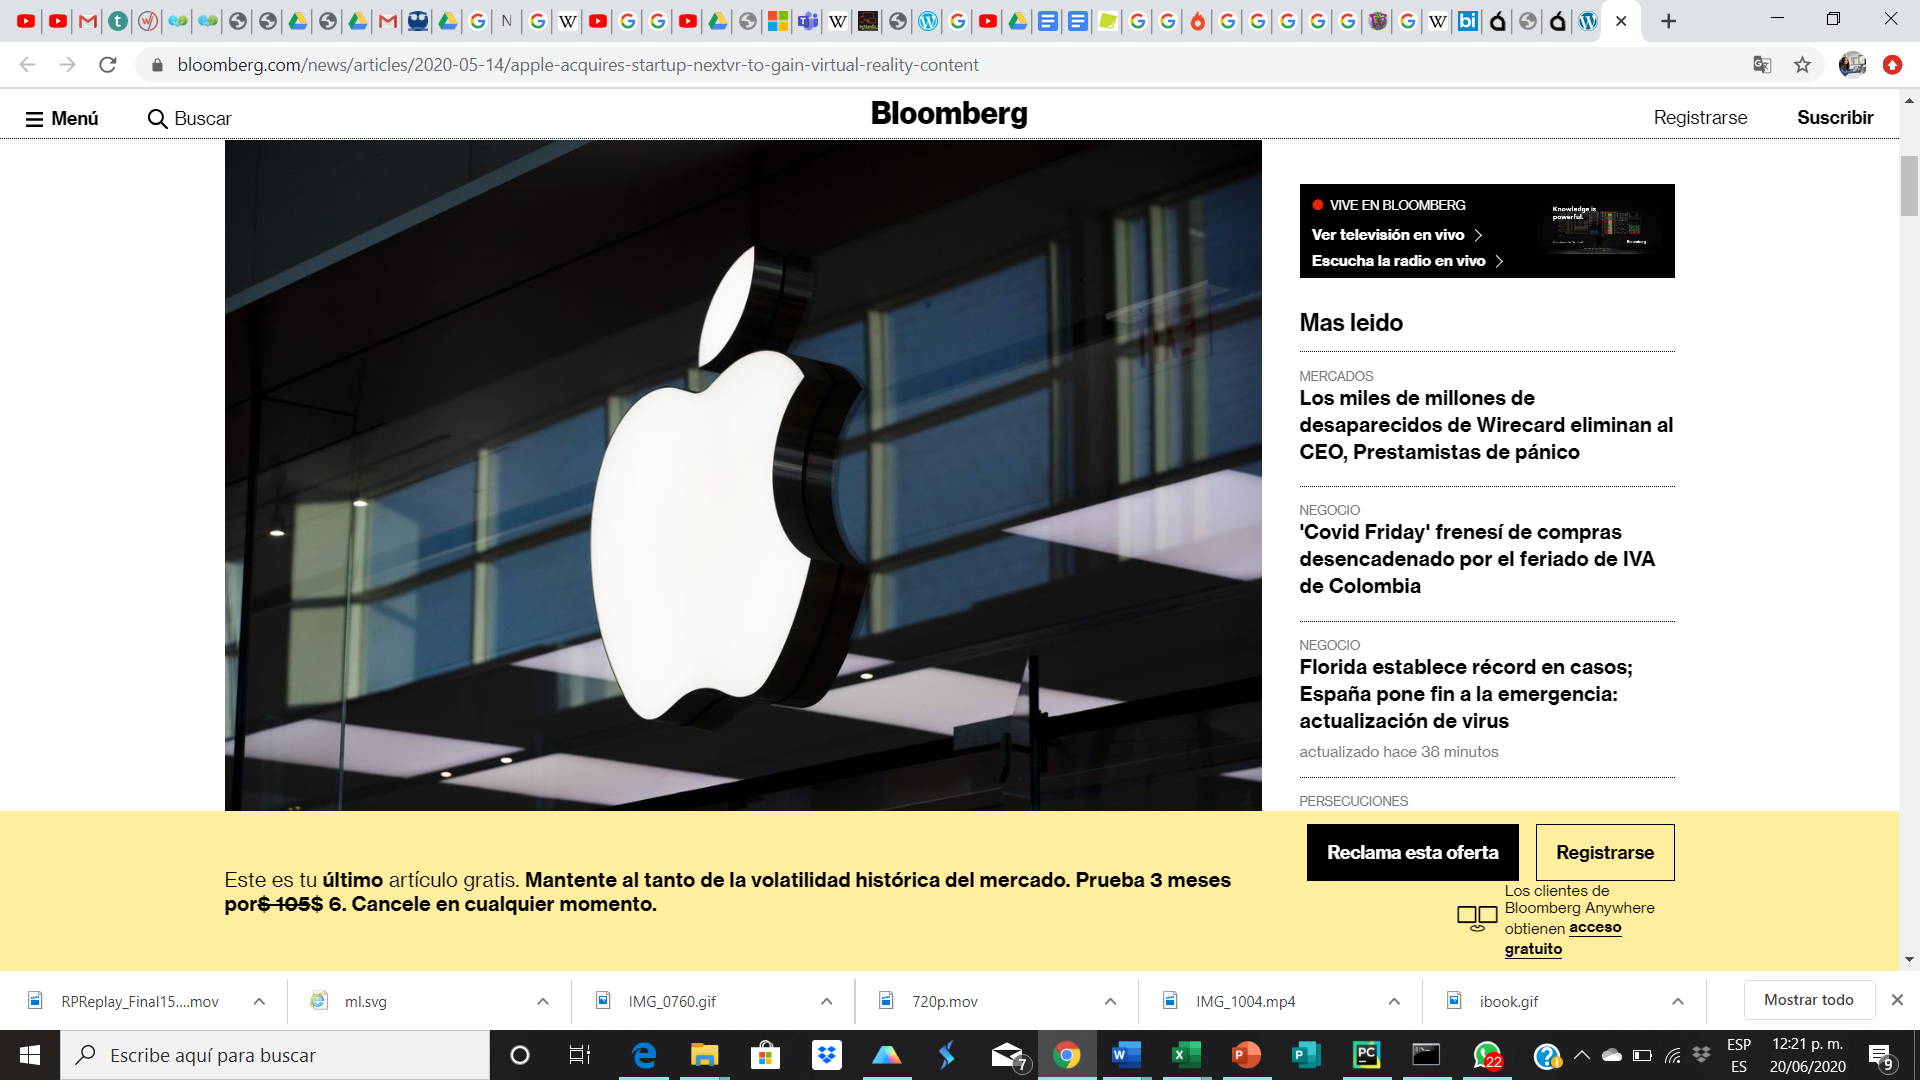 bloomberg.com/news/articles/2020-05-14/apple-acquires-startup-nextvr-to-gain-virtual-reality-content
Menú
Buscar
Bloomberg
Registrarse
Suscribir
VIVE EN BLOOMBERG
Ver televisión en vivo
Escucha la radio en vivo
Knowledge is
powerful.
Bloomberg
Mas leido
MERCADOS
Los miles de millones de
desaparecidos de Wirecard eliminan al
CEO, Prestamistas de pánico
NEGOCIO
'Covid Friday' frenesí de compras
desencadenado por el feriado de IVA
de Colombia
NEGOCIO
Florida establece récord en casos;
España pone fin a la emergencia:
actualización de virus
actualizado hace 38 minutos
PERSECUCIONES
Este es tu último artículo gratis. Mantente al tanto de la volatilidad histórica del mercado. Prueba 3 meses
por$ 105$ 6. Cancele en cualquier momento.
Reclama esta oferta
Registrarse
Los clientes de
Bloomberg Anywhere
obtienen acceso
gratuito
RPReplay_Final15....mov
ml.svg
IMG_0760.gif
720p.mov
IMG_1004.mp4
ibook.gif
Mostrar todo
Escribe aquí para buscar
7
22
ESP
ES
12:21 p. m.
20/06/2020
9